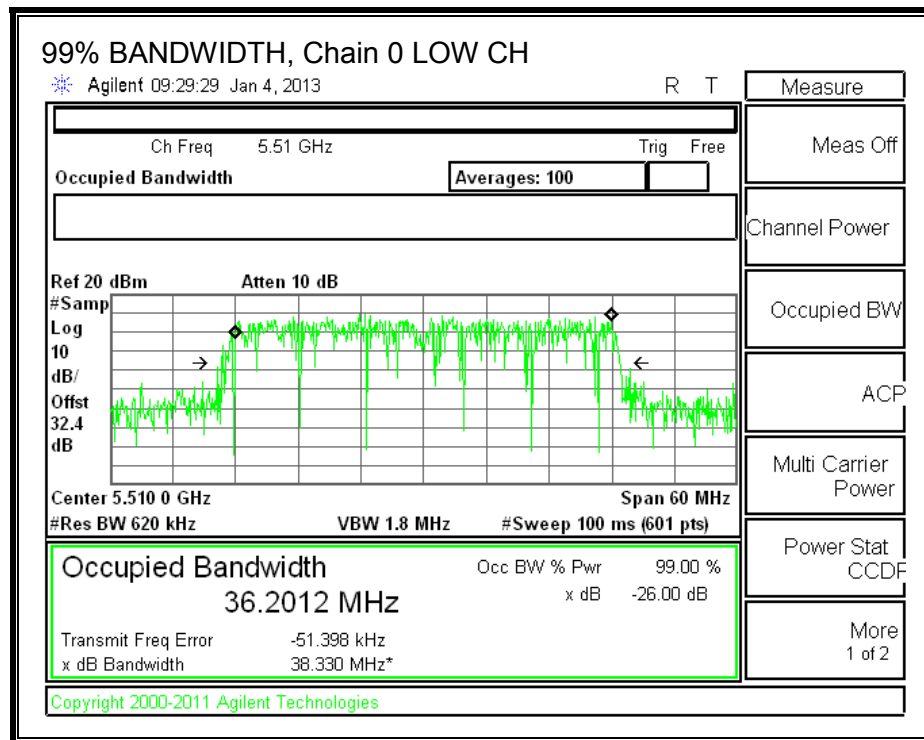 99% BANDWIDTH, Chain 0 LOW CH
Agilent 09:29:29 Jan 4, 2013 R T
Measure
Ch Freq 5.51 GHz Trig Free
Occupied Bandwidth Averages: 100
Meas Off
Channel Power
Occupied BW
ACP
Multi Carrier
Power
Power Stat
CCDF
More
1 of 2
Ref 20 dBm Atten 10 dB
#Samp
Log
10
dB/
Offst
32.4
dB
Center 5.510 0 GHz Span 60 MHz
#Res BW 620 kHz VBW 1.8 MHz #Sweep 100 ms (601 pts)
Occupied Bandwidth Occ BW % Pwr 99.00 %
36.2012 MHz x dB -26.00 dB
Transmit Freq Error -51.398 kHz
x dB Bandwidth 38.330 MHz*
Copyright 2000-2011 Agilent Technologies